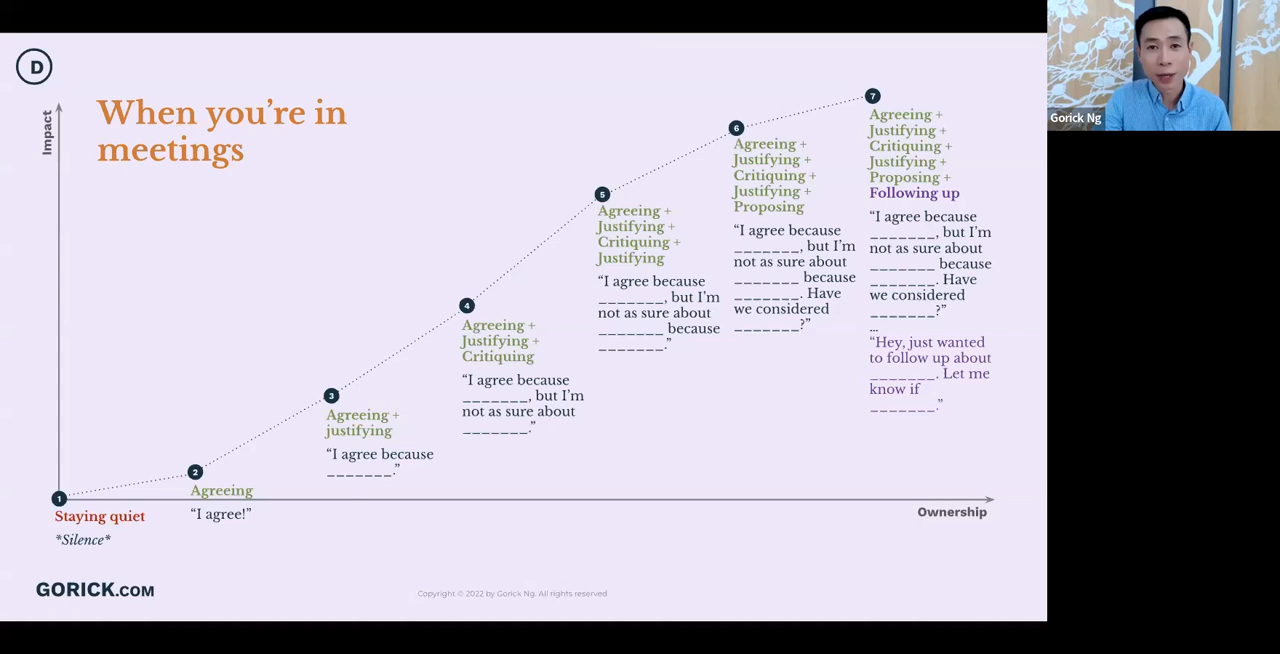 D
Impact
When you're in
meetings
1
Staying quiet
*Silence*
2
Agreeing
"I agree!"
3
Agreeing +
justifying
"I agree because
_______."
4
Agreeing +
Justifying +
Critiquing
"I agree because
_______, but I'm
not as sure about
_______."
5
Agreeing +
Justifying +
Critiquing +
Justifying
"I agree because
_______, but I'm
not as sure about
_______ because
_______."
6
Agreeing +
Justifying +
Critiquing +
Justifying +
Proposing
"I agree because
_______, but I'm
not as sure about
_______ because
_______. Have
we considered
_______?"
7
Agreeing +
Justifying +
Critiquing +
Justifying +
Proposing +
Following up
"I agree because
_______, but I'm
not as sure about
_______ because
_______. Have
we considered
_______?"
...
"Hey, just wanted
to follow up about
_______. Let me
know if
_______."
Ownership
GORICK.COM
Copyright © 2022 by Gorick Ng. All rights reserved
Gorick Ng